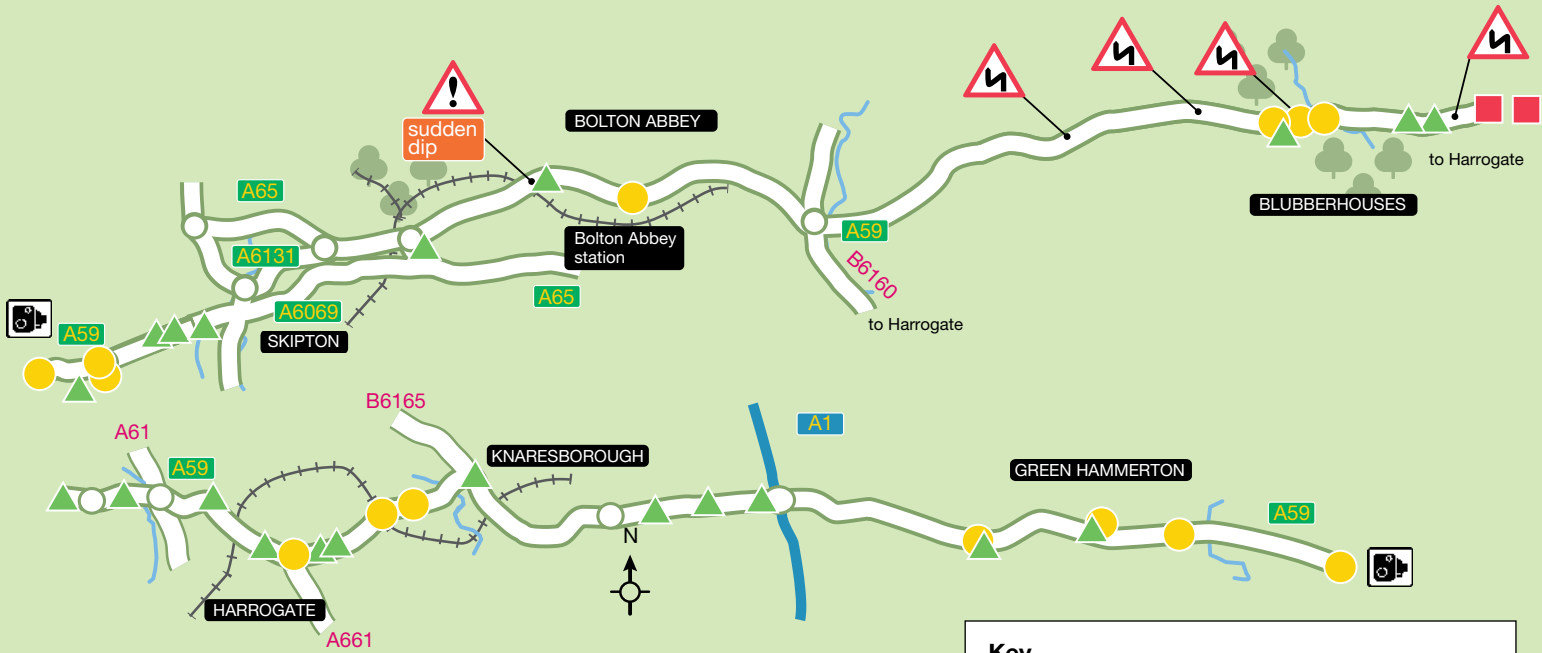 BOLTON ABBEY
!
sudden
dip
to Harrogate
A65
BLUBBERHOUSES
A59
A6131
Bolton Abbey
station
B6160
A65
A6069
to Harrogate
A59
SKIPTON
B6165
A1
A61
KNARESBOROUGH
A59
GREEN HAMMERTON
A59
N
HARROGATE
A661
Key